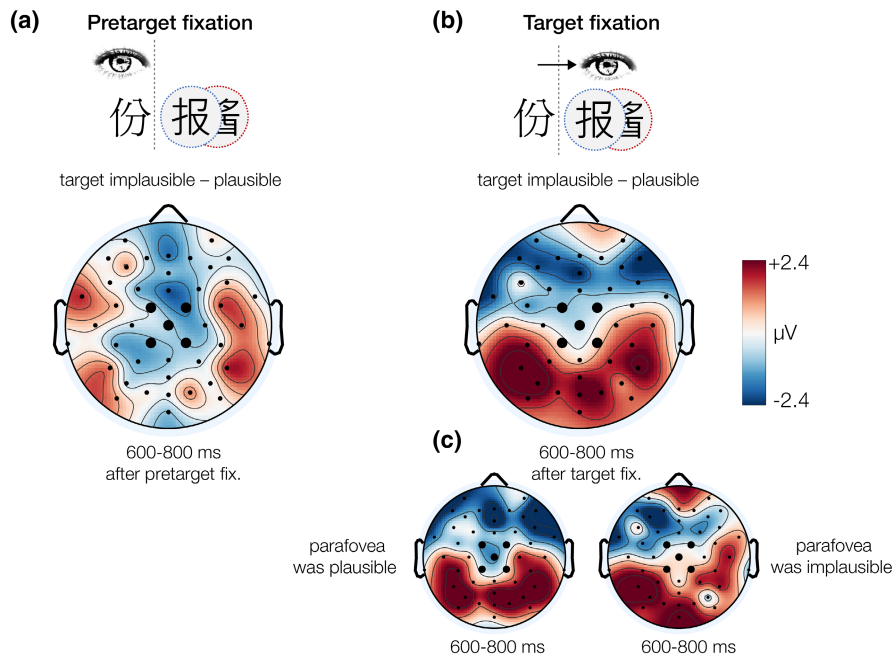 (a)
Pretarget fixation
份 报
target implausible – plausible
600-800 ms
after pretarget fix.
(b)
Target fixation
份 报
target implausible – plausible
+2.4
µV
-2.4
600-800 ms
after target fix.
(c)
parafovea
was plausible
600-800 ms
parafovea
was implausible
600-800 ms